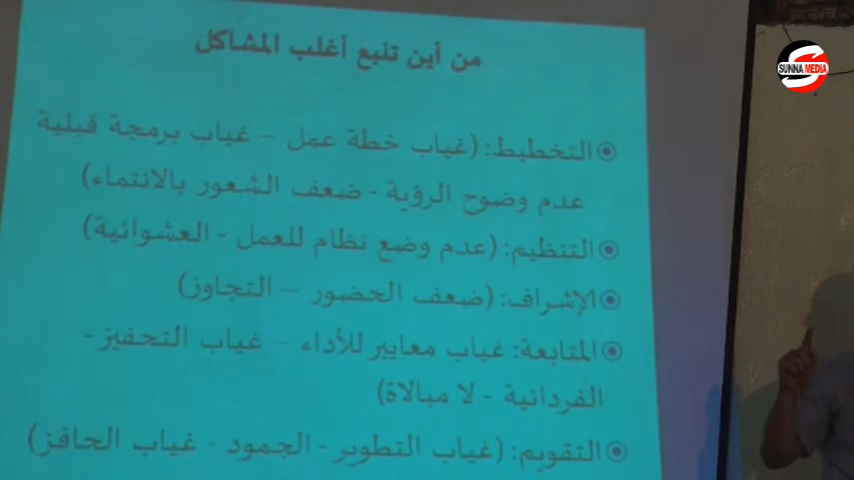 من أين تنبع أغلب المشاكل
التخطيط: (غياب خطة عمل – غياب برمجة قبلية
عدم وضوح الرؤية - ضعف الشعور بالانتماء)
التنظيم: (عدم وضع نظام للعمل - العشوائية)
الإشراف: (ضعف الحضور – التجاوز)
المتابعة: غياب معايير للأداء – غياب التحفيز -
الفردانية - لا مبالاة)
التقويم: (غياب التطوير - الجمود - غياب الحافز)
SUNNA MEDIA